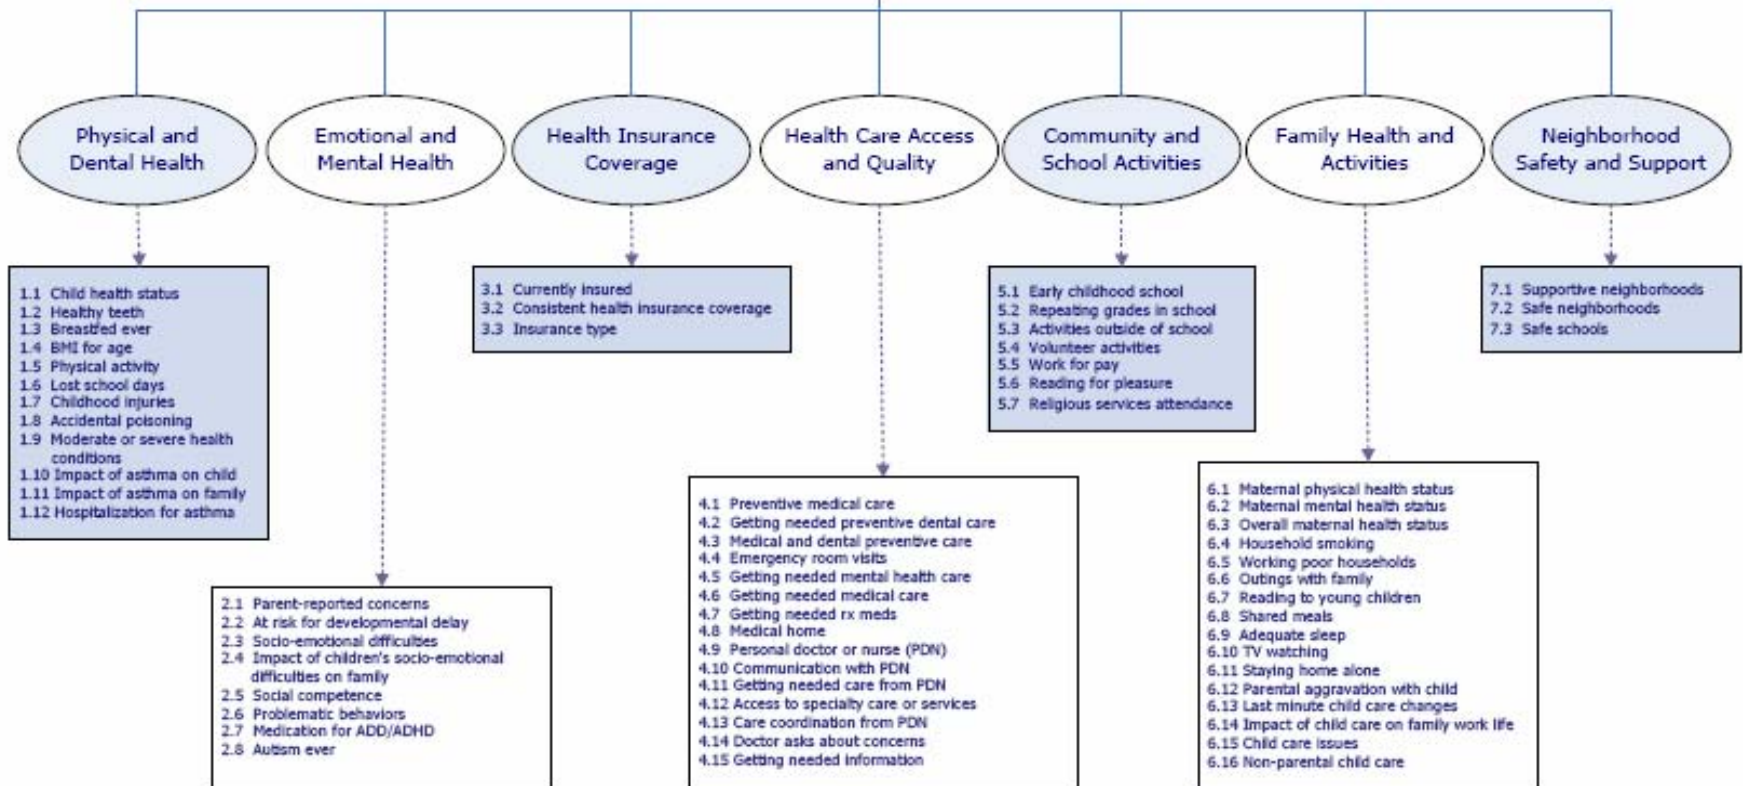 Physical and
Dental Health
Emotional and
Mental Health
Health Insurance
Coverage
Health Care Access
and Quality
Community and
School Activities
Family Health and
Activities
Neighborhood
Safety and Support
1.1 Child health status
1.2 Healthy teeth
1.3 Breastfed ever
1.4 BMI for age
1.5 Physical activity
1.6 Lost school days
1.7 Childhood injuries
1.8 Accidental poisoning
1.9 Moderate or severe health
conditions
1.10 Impact of asthma on child
1.11 Impact of asthma on family
1.12 Hospitalization for asthma
2.1 Parent-reported concerns
2.2 At risk for developmental delay
2.3 Socio-emotional difficulties
2.4 Impact of children's socio-emotional
difficulties on family
2.5 Social competence
2.6 Problematic behaviors
2.7 Medication for ADD/ADHD
2.8 Autism ever
3.1 Currently insured
3.2 Consistent health insurance coverage
3.3 Insurance type
4.1 Preventive medical care
4.2 Getting needed preventive dental care
4.3 Medical and dental preventive care
4.4 Emergency room visits
4.5 Getting needed mental health care
4.6 Getting needed medical care
4.7 Getting needed rx meds
4.8 Medical home
4.9 Personal doctor or nurse (PDN)
4.10 Communication with PDN
4.11 Getting needed care from PDN
4.12 Access to specialty care or services
4.13 Care coordination from PDN
4.14 Doctor asks about concerns
4.15 Getting needed information
5.1 Early childhood school
5.2 Repeating grades in school
5.3 Activities outside of school
5.4 Volunteer activities
5.5 Work for pay
5.6 Reading for pleasure
5.7 Religious services attendance
6.1 Maternal physical health status
6.2 Maternal mental health status
6.3 Overall maternal health status
6.4 Household smoking
6.5 Working poor households
6.6 Outings with family
6.7 Reading to young children
6.8 Shared meals
6.9 Adequate sleep
6.10 TV watching
6.11 Staying home alone
6.12 Parental aggravation with child
6.13 Last minute child care changes
6.14 Impact of child care on family work life
6.15 Child care issues
6.16 Non-parental child care
7.1 Supportive neighborhoods
7.2 Safe neighborhoods
7.3 Safe schools